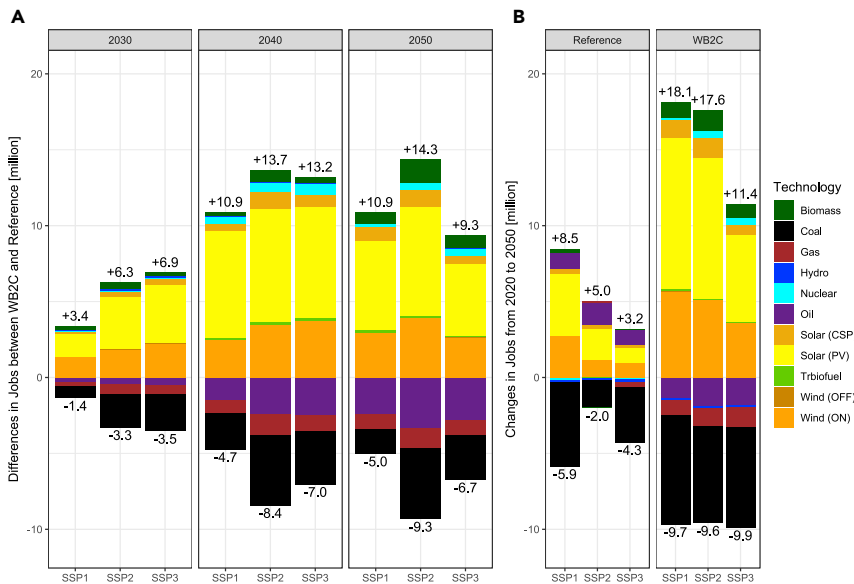 A
B
2030
2040
2050
Reference
WB2C
Differences in Jobs between WB2C and Reference [million]
20
10
0
-10
+3.4
+6.3
+6.9
-1.4
-3.3
-3.5
+10.9
+13.7
+13.2
-4.7
-8.4
-7.0
+10.9
+14.3
+9.3
-5.0
-9.3
-6.7
SSP1 SSP2 SSP3
SSP1 SSP2 SSP3
SSP1 SSP2 SSP3
Changes in Jobs from 2020 to 2050 [million]
20
10
0
-10
+8.5
+5.0
+3.2
-5.9
-2.0
-4.3
+18.1
+17.6
+11.4
-9.7
-9.6
-9.9
SSP1 SSP2 SSP3
SSP1 SSP2 SSP3
Technology
Biomass
Coal
Gas
Hydro
Nuclear
Oil
Solar (CSP
Solar (PV)
Trbiofuel
Wind (OFF)
Wind (ON)